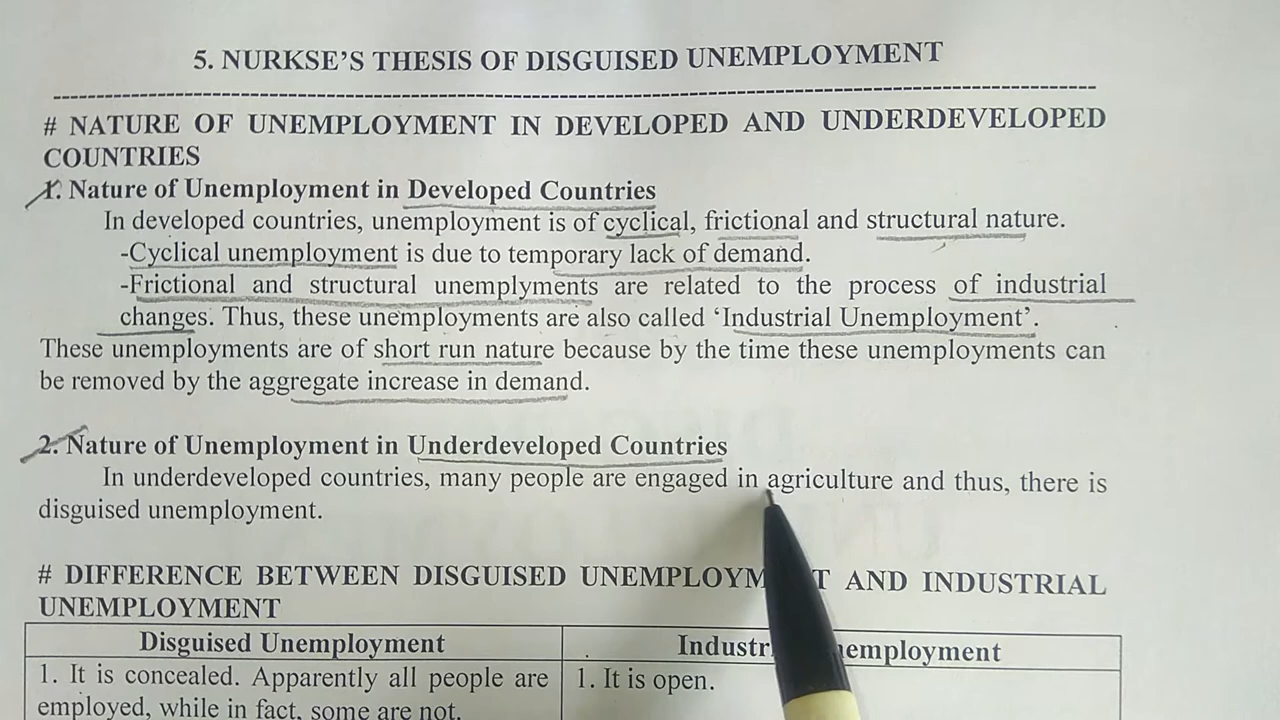 5. NURKSE'S THESIS OF DISGUISED UNEMPLOYMENT
# NATURE OF UNEMPLOYMENT IN DEVELOPED AND UNDERDEVELOPED
COUNTRIES
1. Nature of Unemployment in Developed Countries
In developed countries, unemployment is of cyclical, frictional and structural nature.
-Cyclical unemployment is due to temporary lack of demand.
-Frictional and structural unemplyments are related to the process of industrial
changes. Thus, these unemployments are also called ‘Industrial Unemployment’.
These unemployments are of short run nature because by the time these unemployments can
be removed by the aggregate increase in demand.
2. Nature of Unemployment in Underdeveloped Countries
In underdeveloped countries, many people are engaged in agriculture and thus, there is
disguised unemployment.
# DIFFERENCE BETWEEN DISGUISED UNEMPLOYMENT AND INDUSTRIAL
UNEMPLOYMENT
Disguised Unemployment
Industrial Unemployment
1. It is concealed. Apparently all people are
employed, while in fact, some are not.
1. It is open.